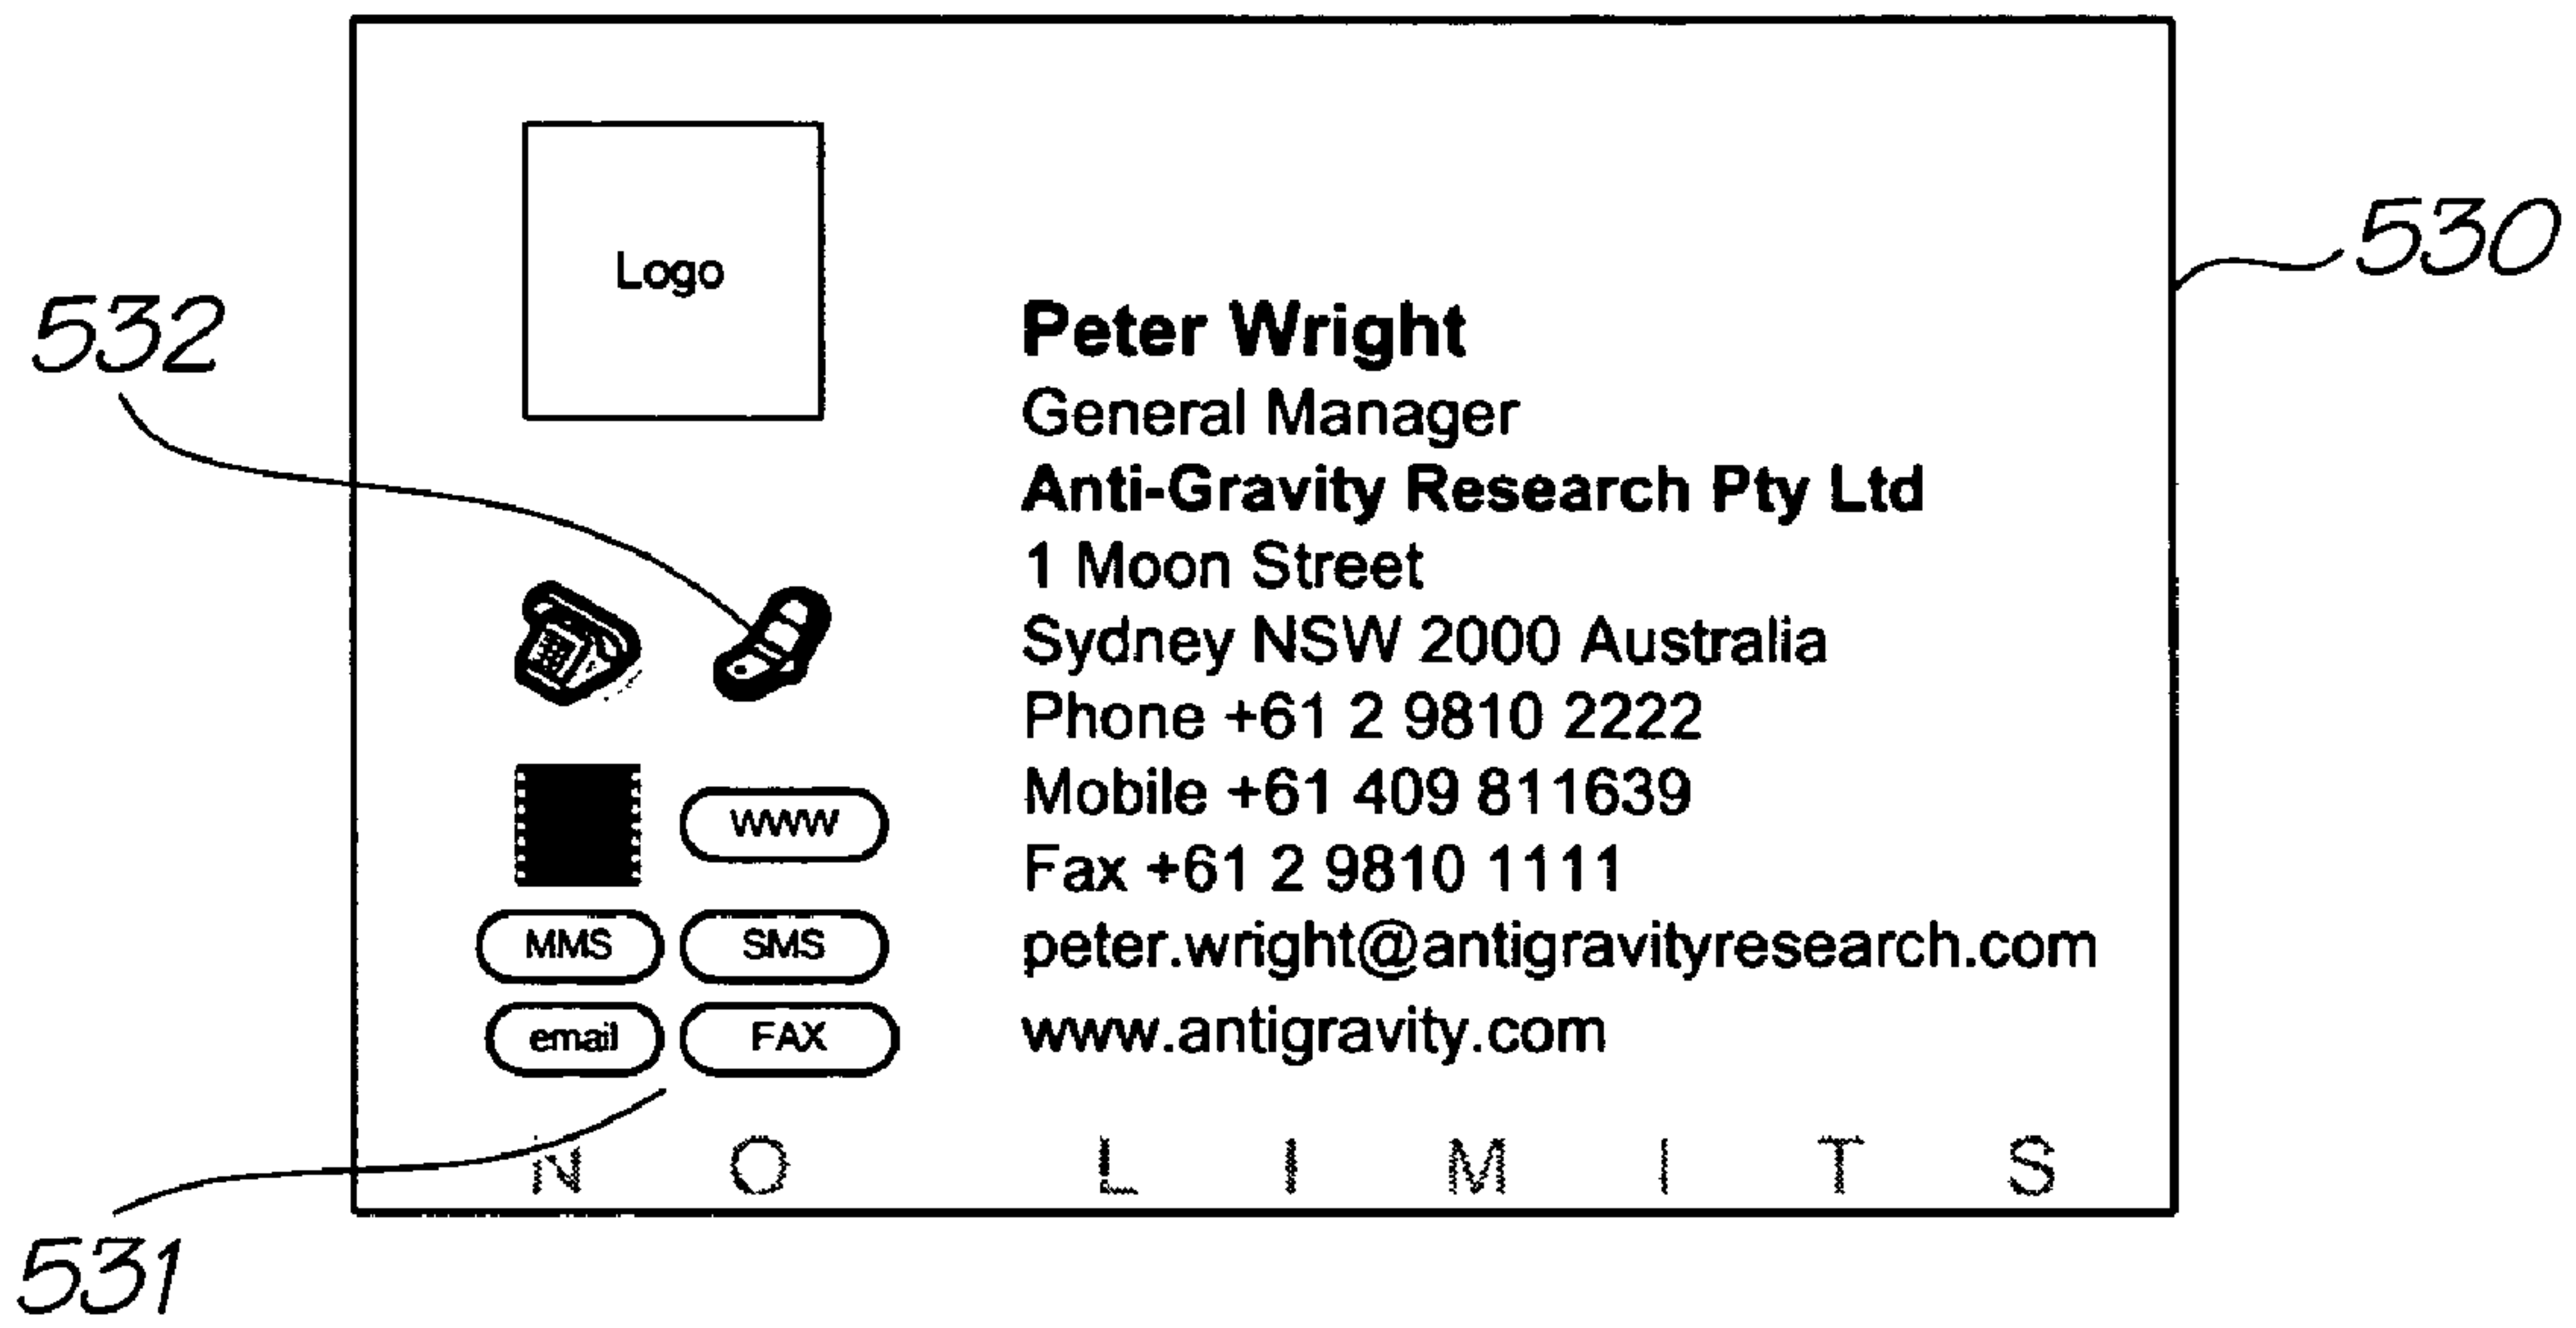 530
532
Logo
Peter Wright
General Manager
Anti-Gravity Research Pty Ltd
1 Moon Street
Sydney NSW 2000 Australia
Phone +61 2 9810 2222
Mobile +61 409 811639
Fax +61 2 9810 1111
peter.wright@antigravityresearch.com
www.antigravity.com
WWW
MMS SMS
email FAX
N O L I M I T S
531